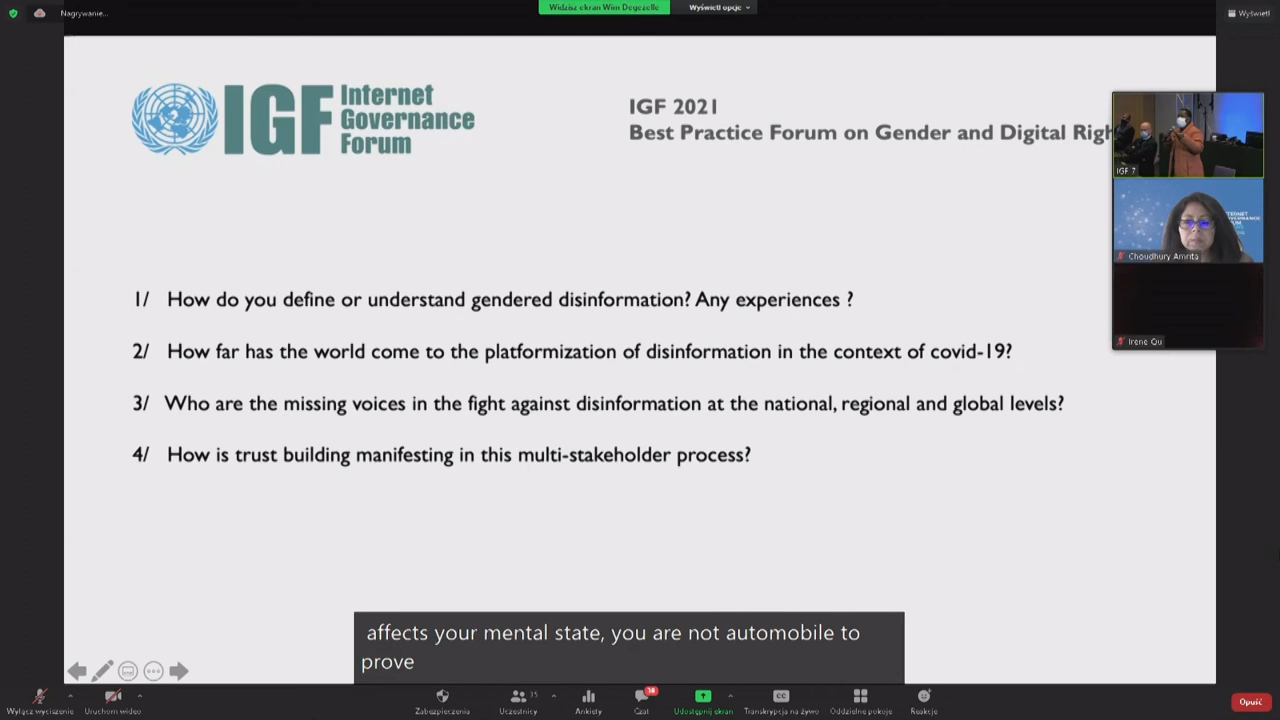 Nagrywanie...
Widzisz ekran Wim Degezelle
Wyświetl opcje
Wyświetl
IGF Internet
Governance
Forum
IGF 2021
Best Practice Forum on Gender and Digital Righ
IGF 7
Choudhury Amrita
Irene Qu
1/ How do you define or understand gendered disinformation? Any experiences ?
2/ How far has the world come to the platformization of disinformation in the context of covid-19?
3/ Who are the missing voices in the fight against disinformation at the national, regional and global levels?
4/ How is trust building manifesting in this multi-stakeholder process?
affects your mental state, you are not automobile to
prove
Wyłącz wyciszenie
Uruchom wideo
Zabezpieczenia
Uczestnicy
Ankiety
Czat
Udostępnij ekran
CC
Transkrypcja na żywo
Oddzielne pokoje
Reakcje
Opuść